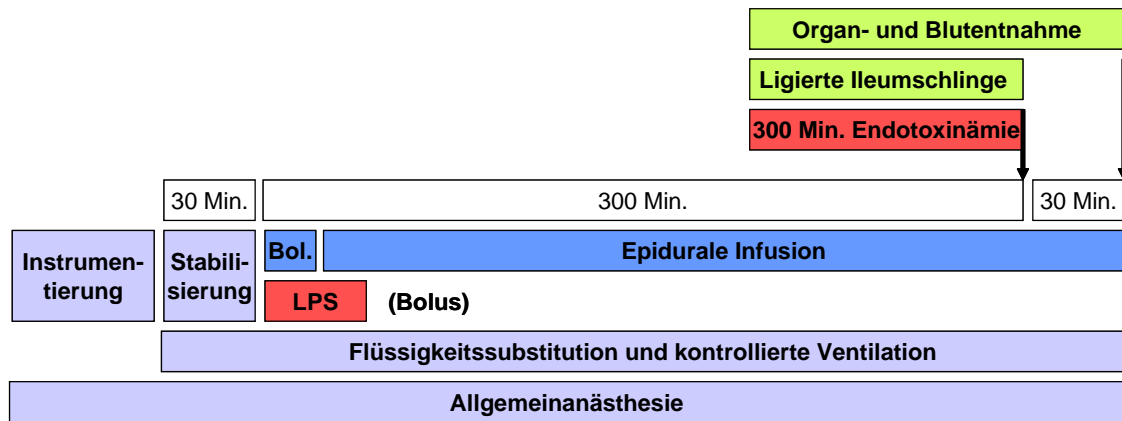 Organ- und Blutentnahme
Ligierte Ileumschlinge
300 Min. Endotoxinämie
30 Min.
300 Min.
30 Min.
Instrumen-
tierung
Stabili-
sierung
Bol.
Epidurale Infusion
LPS
(Bolus)
Flüssigkeitssubstitution und kontrollierte Ventilation
Allgemeinanästhesie